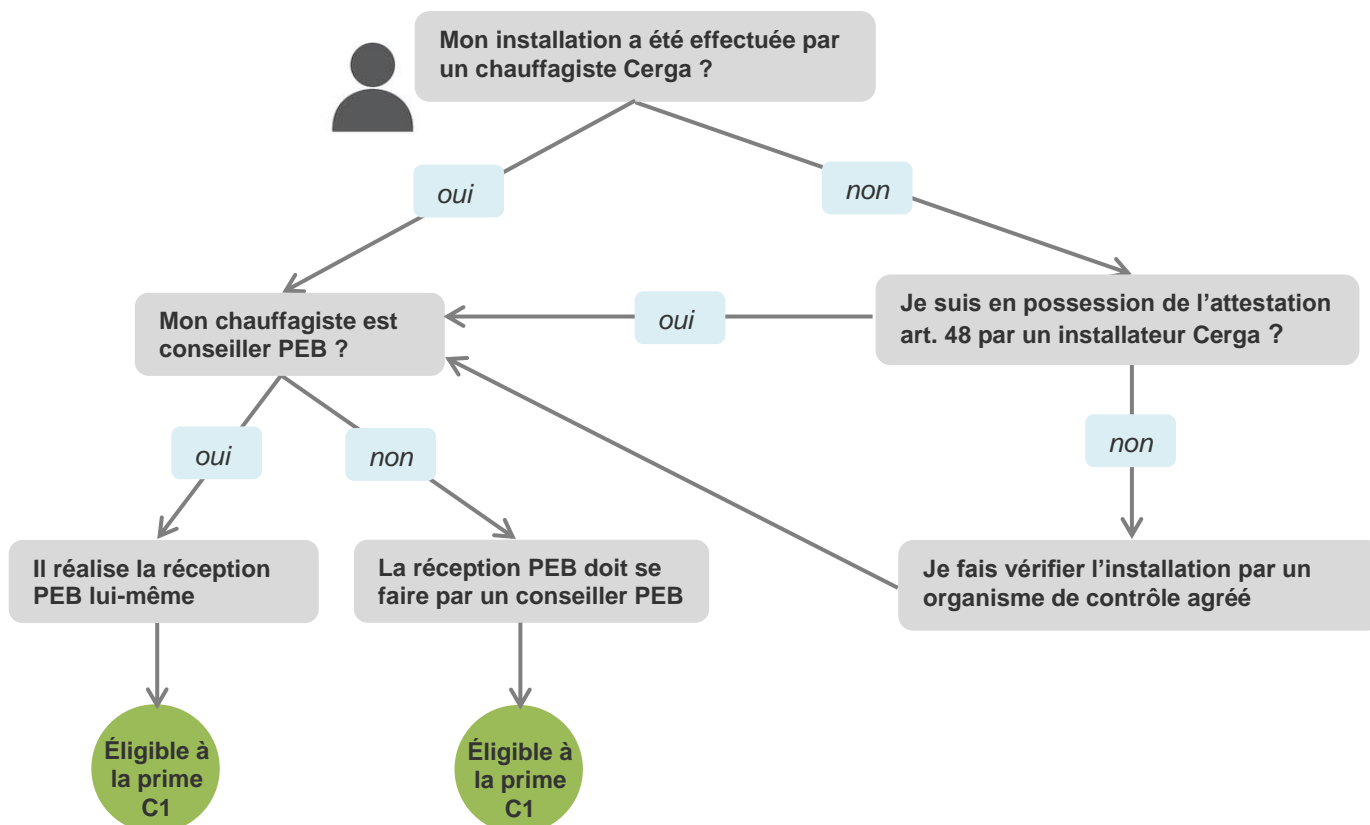 Mon installation a été effectuée par
un chauffagiste Cerga ?
oui
non
Mon chauffagiste est
conseiller PEB ?
oui
Je suis en possession de l’attestation
art. 48 par un installateur Cerga ?
oui
non
non
Il réalise la réception
PEB lui-même
La réception PEB doit se
faire par un conseiller PEB
Je fais vérifier l’installation par un
organisme de contrôle agréé
Éligible à
la prime
C1
Éligible à
la prime
C1